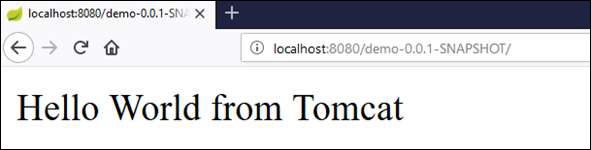 localhost:8080/demo-0.0.1-SNA
localhost:8080/demo-0.0.1-SNAPSHOT/
Hello World from Tomcat